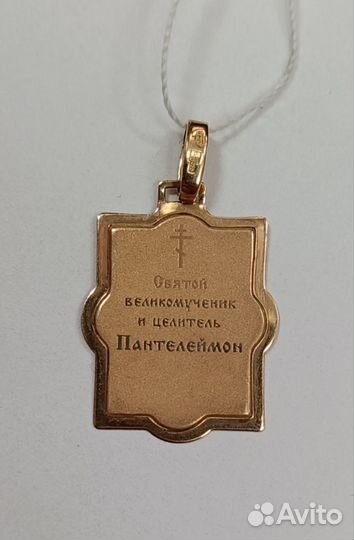 Святой
великомученик
и целитель
Пантелеймон
Avito